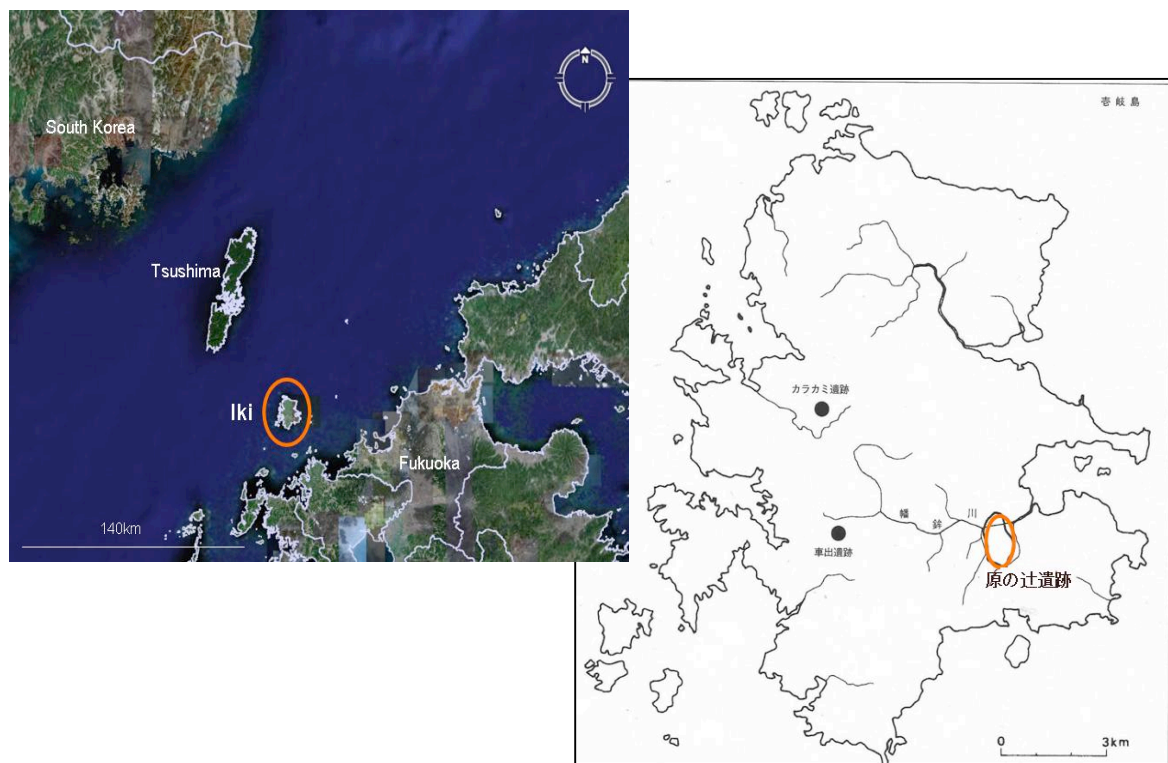 N
South Korea
Tsushima
Iki
Fukuoka
140km
壱岐島
カラカミ遺跡
幡 鉾 川
車出遺跡
原の辻遺跡
0 3km